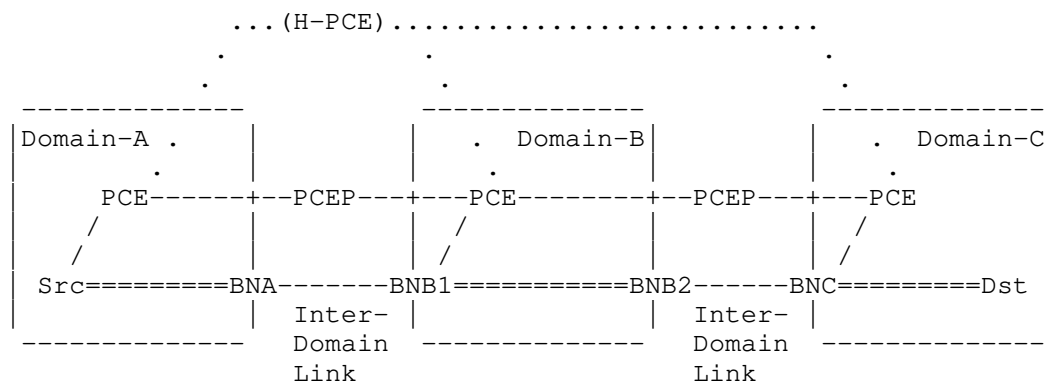 ...(H-PCE)...........................
. . .
. . .
--------------- --------------- ---------------
|Domain-A . | | . Domain-B| | . Domain-C
| . | | . | | .
| PCE------+--PCEP---+---PCE--------+--PCEP---+---PCE
| / | | / | | /
| / | | / | | /
| Src=========BNA-------BNB1===========BNB2------BNC=========Dst
| | Inter- | | Inter- |
--------------- Domain --------------- Domain ---------------
Link Link